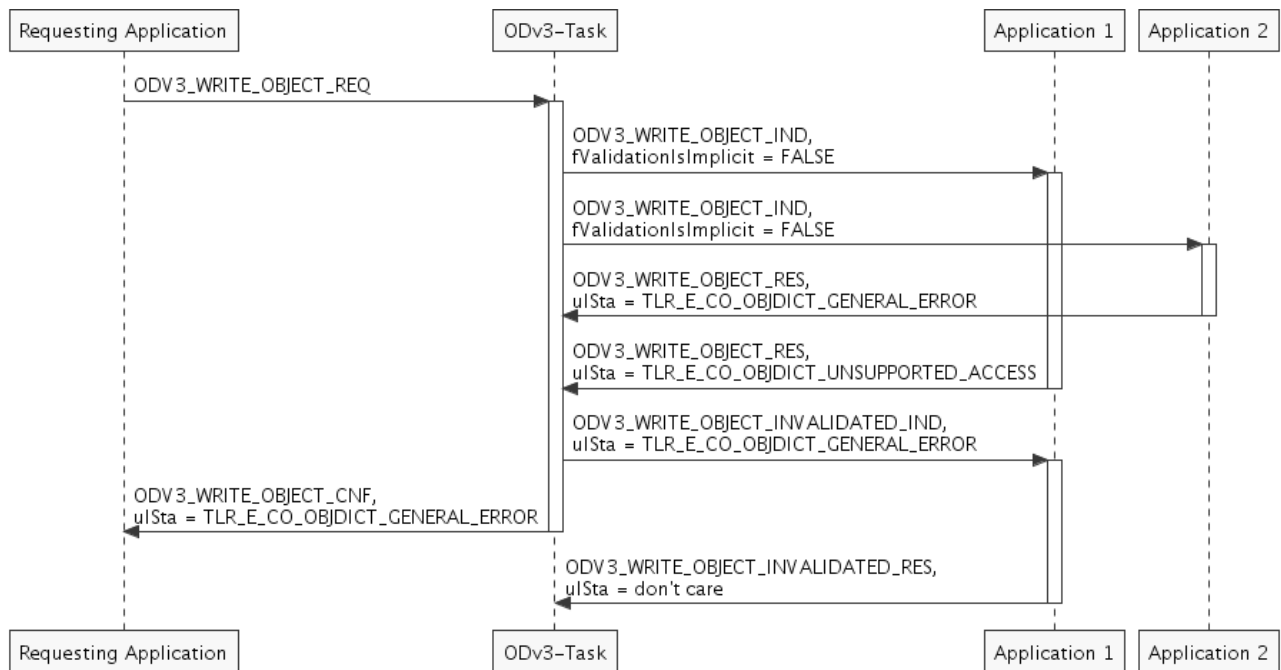 Requesting Application
ODv3-Task
Application 1
Application 2
ODV3_WRITE_OBJECT_REQ
ODV3_WRITE_OBJECT_IND,
fValidationIsImplicit = FALSE
ODV3_WRITE_OBJECT_IND,
fValidationIsImplicit = FALSE
ODV3_WRITE_OBJECT_RES,
ulSta = TLR_E_CO_OBJDICT_GENERAL_ERROR
ODV3_WRITE_OBJECT_RES,
ulSta = TLR_E_CO_OBJDICT_UNSUPPORTED_ACCESS
ODV3_WRITE_OBJECT_INVALIDATED_IND,
ulSta = TLR_E_CO_OBJDICT_GENERAL_ERROR
ODV3_WRITE_OBJECT_CNF,
ulSta = TLR_E_CO_OBJDICT_GENERAL_ERROR
ODV3_WRITE_OBJECT_INVALIDATED_RES,
ulSta = don't care
Requesting Application
ODv3-Task
Application 1
Application 2